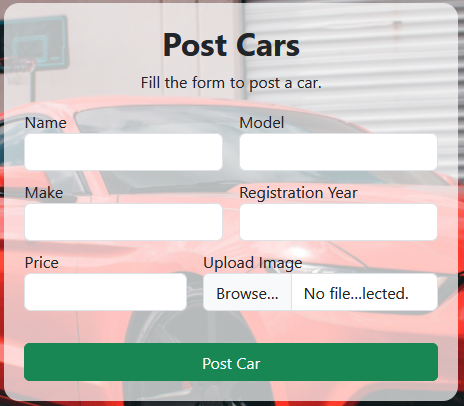 Post Cars
Fill the form to post a car.
Name Model
Make Registration Year
Price Upload Image
Browse... No file...lected.
Post Car